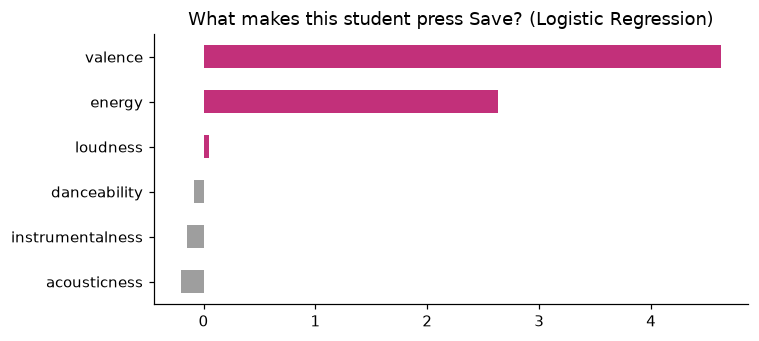 What makes this student press Save? (Logistic Regression)
valence
energy
loudness
danceability
instrumentalness
acousticness
0 1 2 3 4